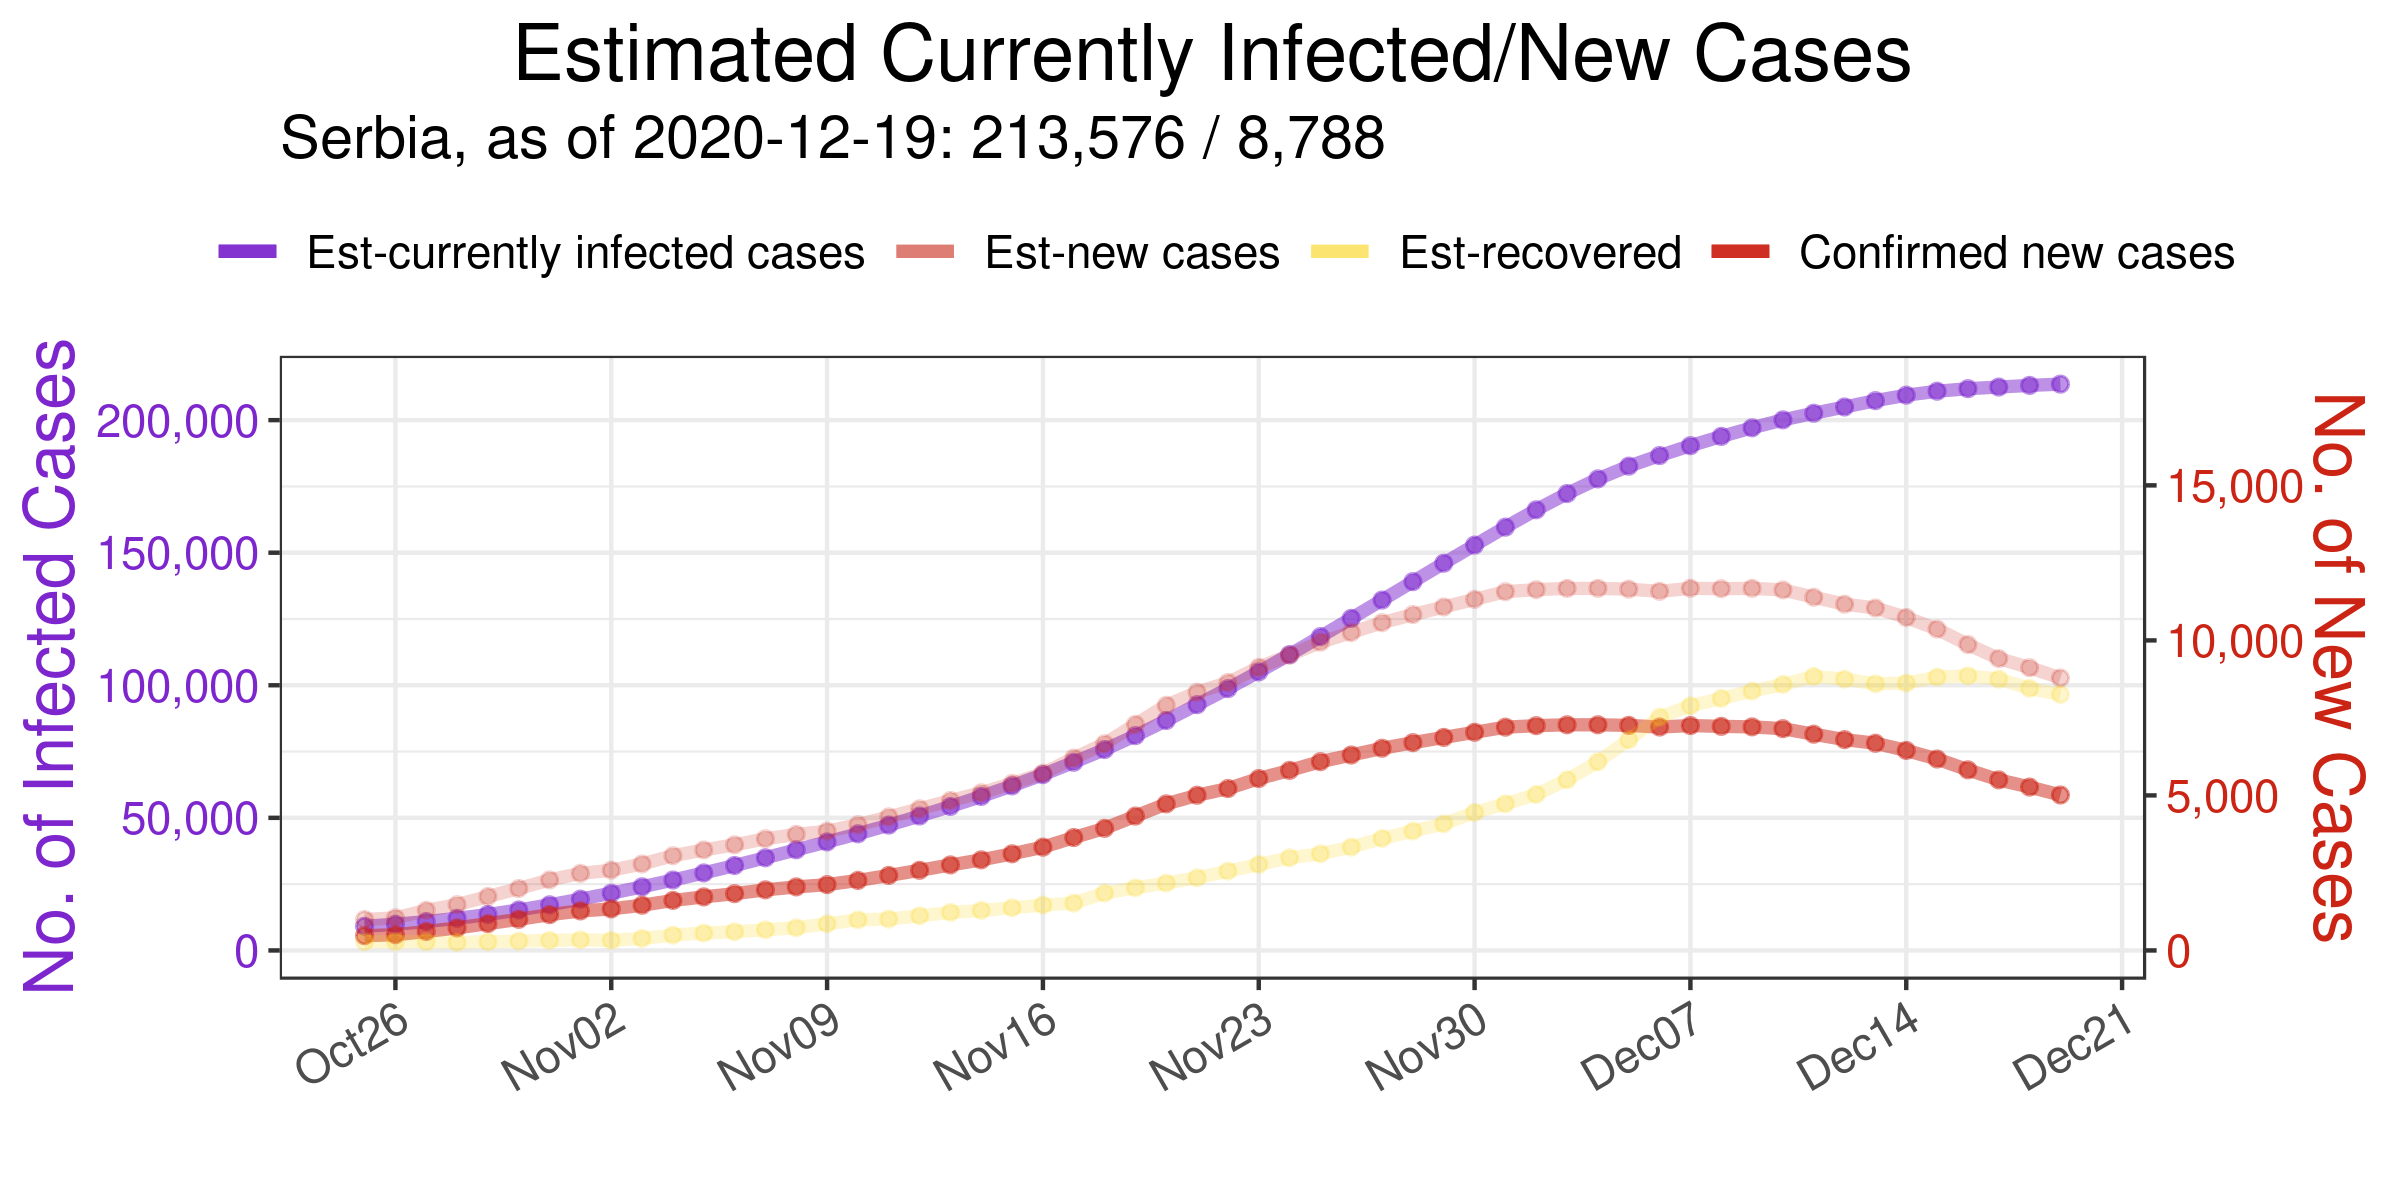 Estimated Currently Infected/New Cases
Serbia, as of 2020-12-19: 213,576 / 8,788
Est-currently infected cases Est-new cases Est-recovered Confirmed new cases
No. of Infected Cases
200,000
150,000
100,000
50,000
0
15,000
10,000
5,000
0
No. of New Cases
Oct26 Nov02 Nov09 Nov16 Nov23 Nov30 Dec07 Dec14 Dec21